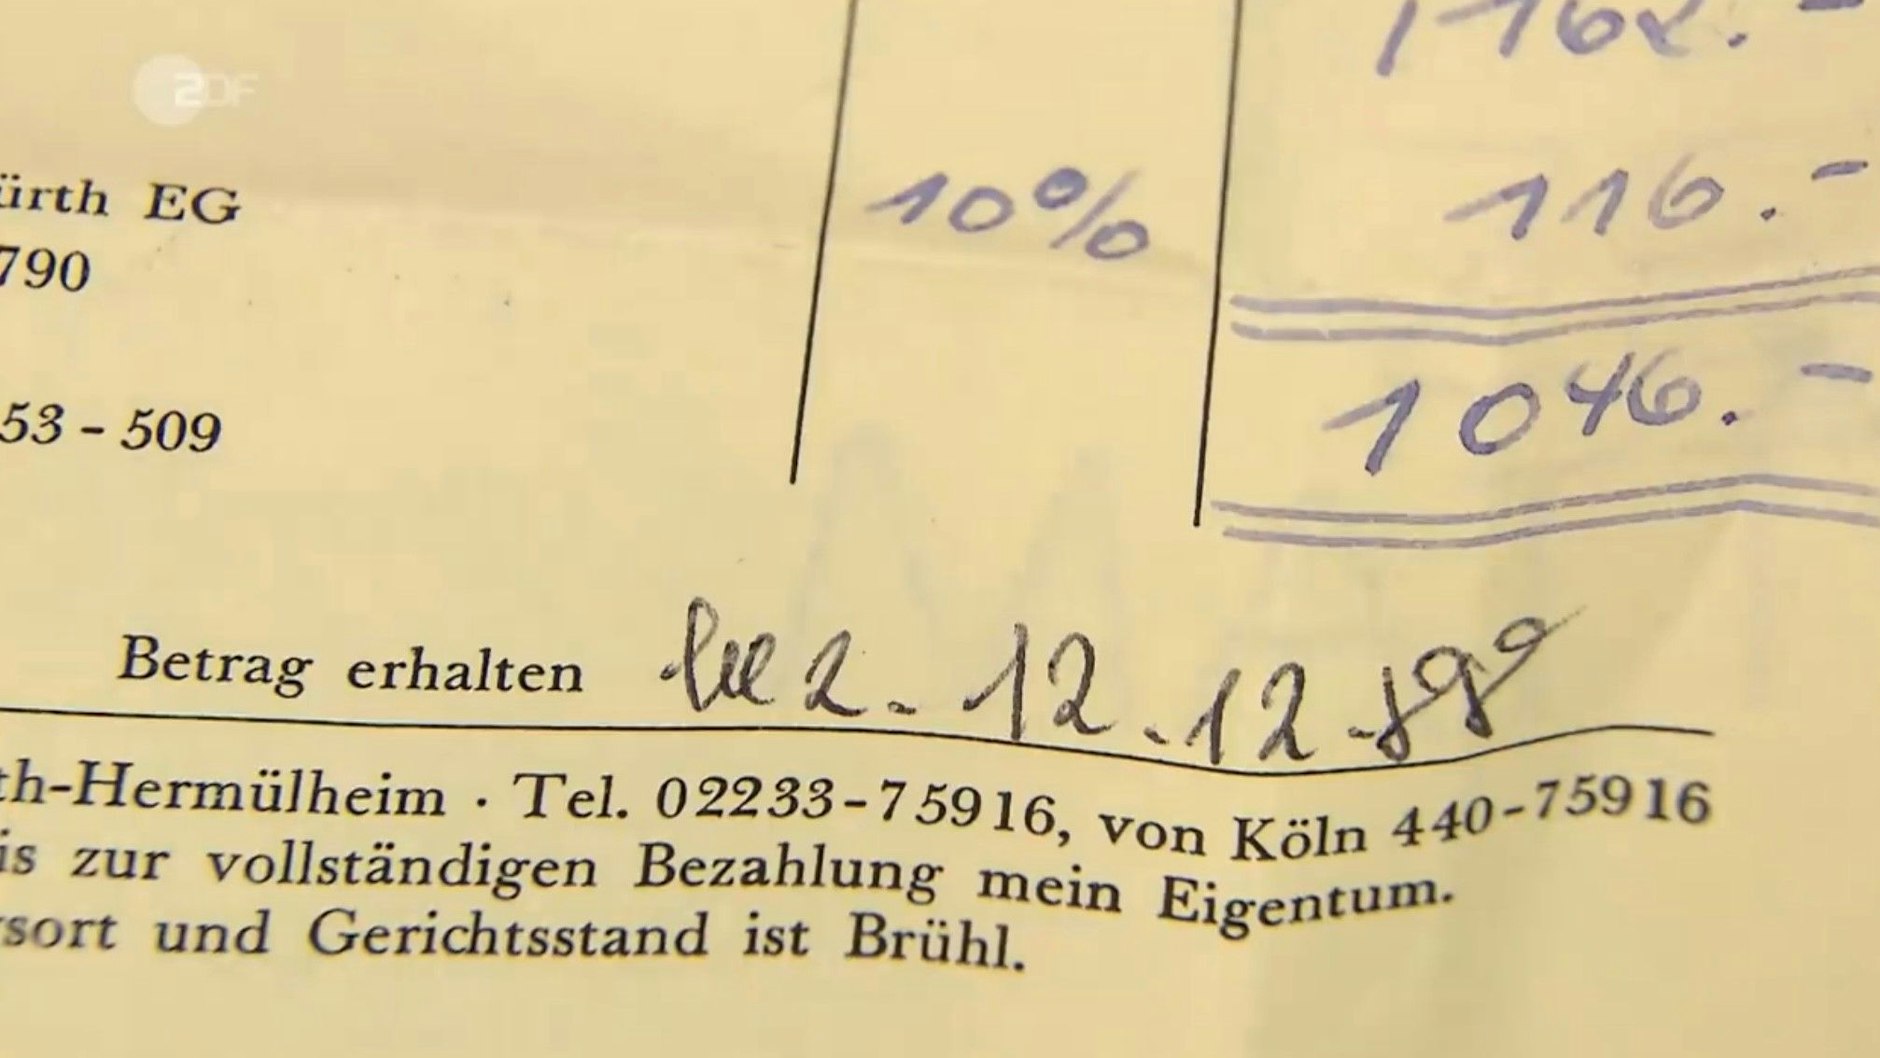 1162.-
ZDF
ürth EG 10% 116.-
790
1046.-
53 - 509
Betrag erhalten bez. 12.12.89
th-Hermülheim · Tel. 02233-75916, von Köln 440-75916
is zur vollständigen Bezahlung mein Eigentum.
sort und Gerichtsstand ist Brühl.